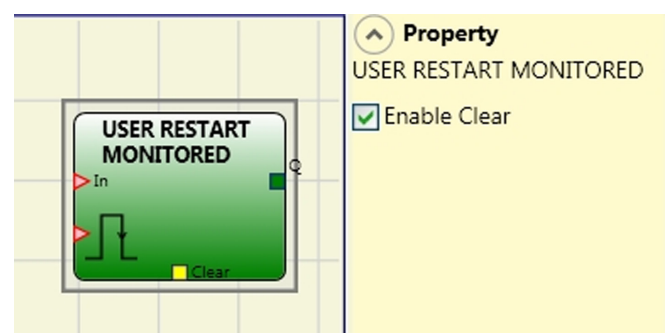 USER RESTART
MONITORED
In
Q
Clear
Property
USER RESTART MONITORED
Enable Clear